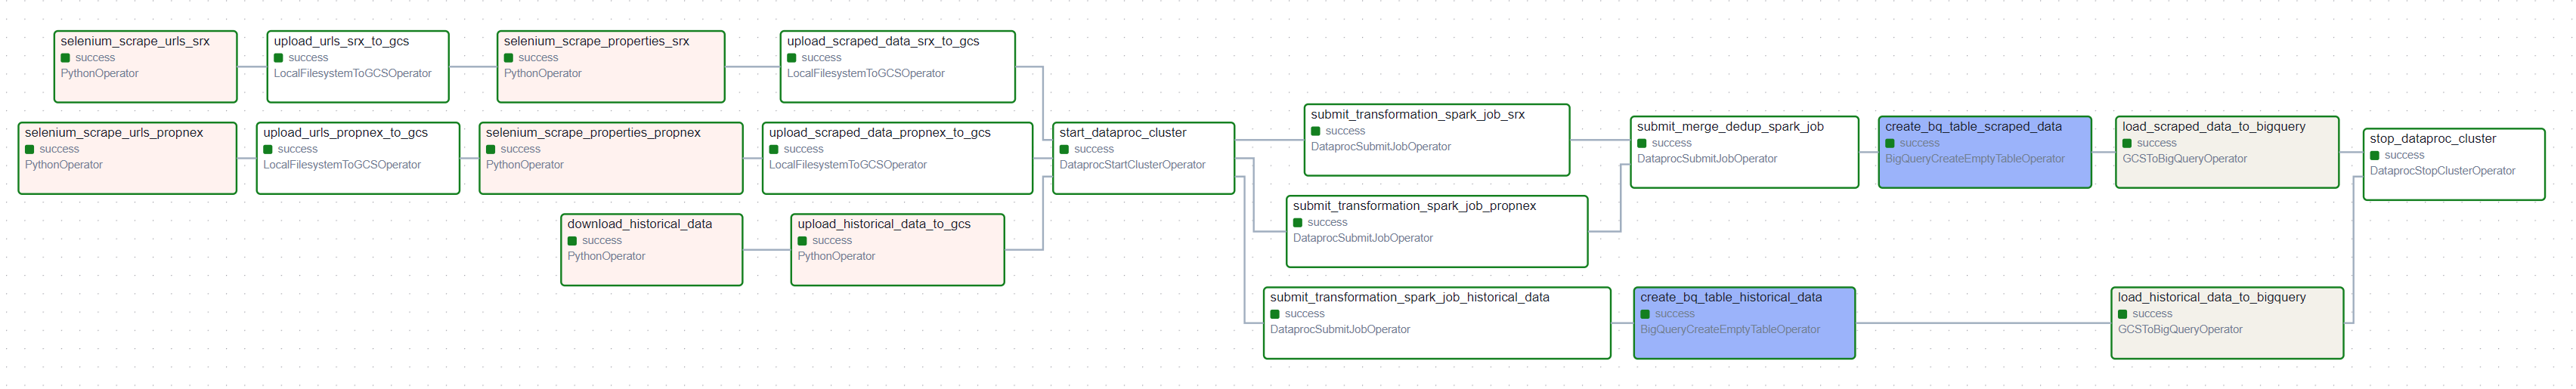 selenium_scrape_urls_srx
success
PythonOperator
upload_urls_srx_to_gcs
success
LocalFilesystemToGCSOperator
selenium_scrape_properties_srx
success
PythonOperator
upload_scraped_data_srx_to_gcs
success
LocalFilesystemToGCSOperator
selenium_scrape_urls_propnex
success
PythonOperator
upload_urls_propnex_to_gcs
success
LocalFilesystemToGCSOperator
selenium_scrape_properties_propnex
success
PythonOperator
upload_scraped_data_propnex_to_gcs
success
LocalFilesystemToGCSOperator
download_historical_data
success
PythonOperator
upload_historical_data_to_gcs
success
PythonOperator
start_dataproc_cluster
success
DataprocStartClusterOperator
submit_transformation_spark_job_srx
success
DataprocSubmitJobOperator
submit_transformation_spark_job_propnex
success
DataprocSubmitJobOperator
submit_transformation_spark_job_historical_data
success
DataprocSubmitJobOperator
submit_merge_dedup_spark_job
success
DataprocSubmitJobOperator
create_bq_table_scraped_data
success
BigQueryCreateEmptyTableOperator
load_scraped_data_to_bigquery
success
GCSToBigQueryOperator
create_bq_table_historical_data
success
BigQueryCreateEmptyTableOperator
load_historical_data_to_bigquery
success
GCSToBigQueryOperator
stop_dataproc_cluster
success
DataprocStopClusterOperator